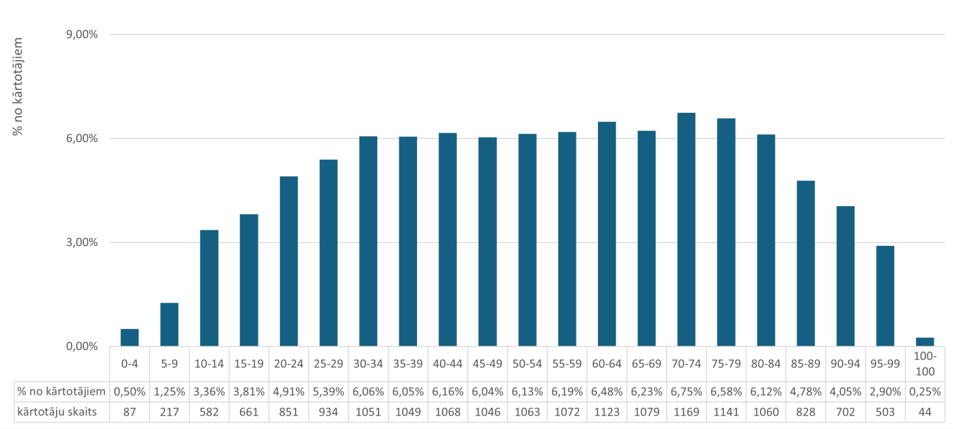 % no kārtotājiem
9,00%
6,00%
3,00%
0,00%
0-4 5-9 10-14 15-19 20-24 25-29 30-34 35-39 40-44 45-49 50-54 55-59 60-64 65-69 70-74 75-79 80-84 85-89 90-94 95-99 100-
100
% no kārtotājiem 0,50% 1,25% 3,36% 3,81% 4,91% 5,39% 6,06% 6,05% 6,16% 6,04% 6,13% 6,19% 6,48% 6,23% 6,75% 6,58% 6,12% 4,78% 4,05% 2,90% 0,25%
kārtotāju skaits 87 217 582 661 851 934 1051 1049 1068 1046 1063 1072 1123 1079 1169 1141 1060 828 702 503 44